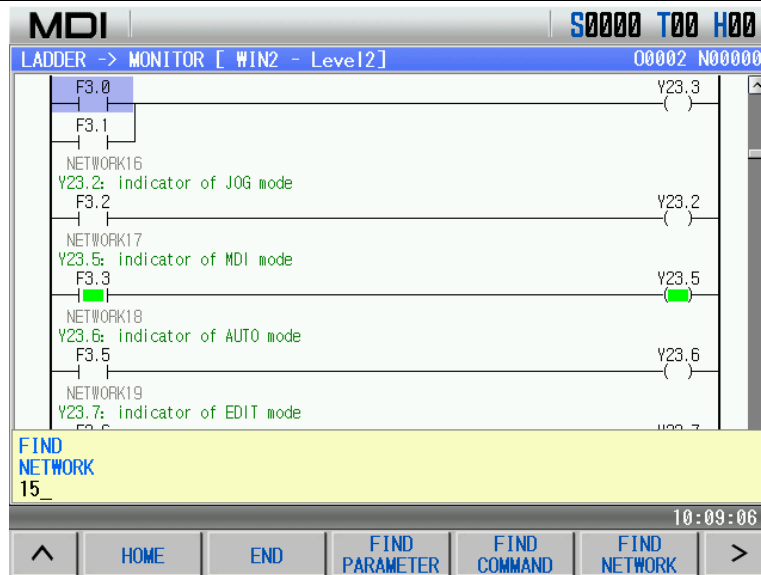 MDI S0000 T00 H00
LADDER -> MONITOR [ WIN2 - Level2] O0002 N00000
F3.0 Y23.3
F3.1
NETWORK16
Y23.2: indicator of JOG mode
F3.2 Y23.2
NETWORK17
Y23.5: indicator of MDI mode
F3.3 Y23.5
NETWORK18
Y23.6: indicator of AUTO mode
F3.5 Y23.6
NETWORK19
Y23.7: indicator of EDIT mode
FIND
NETWORK
15_
10:09:06
HOME END FIND PARAMETER FIND COMMAND FIND NETWORK >